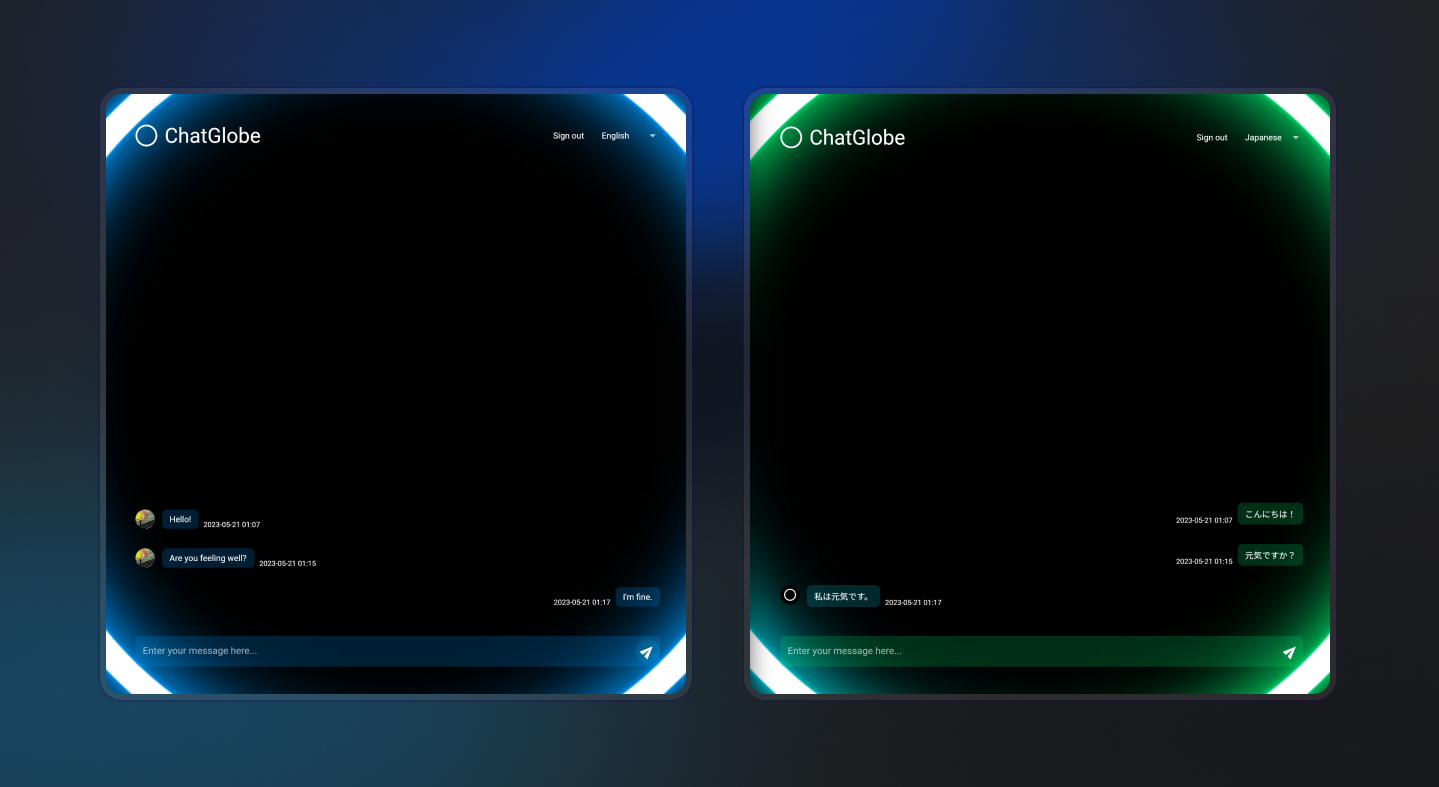 ChatGlobe
Sign out English
Hello! 2023-05-21 01:07
Are you feeling well? 2023-05-21 01:15
2023-05-21 01:17 I'm fine.
Enter your message here...
ChatGlobe
Sign out Japanese
2023-05-21 01:07 こんにちは！
2023-05-21 01:15 元気ですか？
私は元気です。 2023-05-21 01:17
Enter your message here...